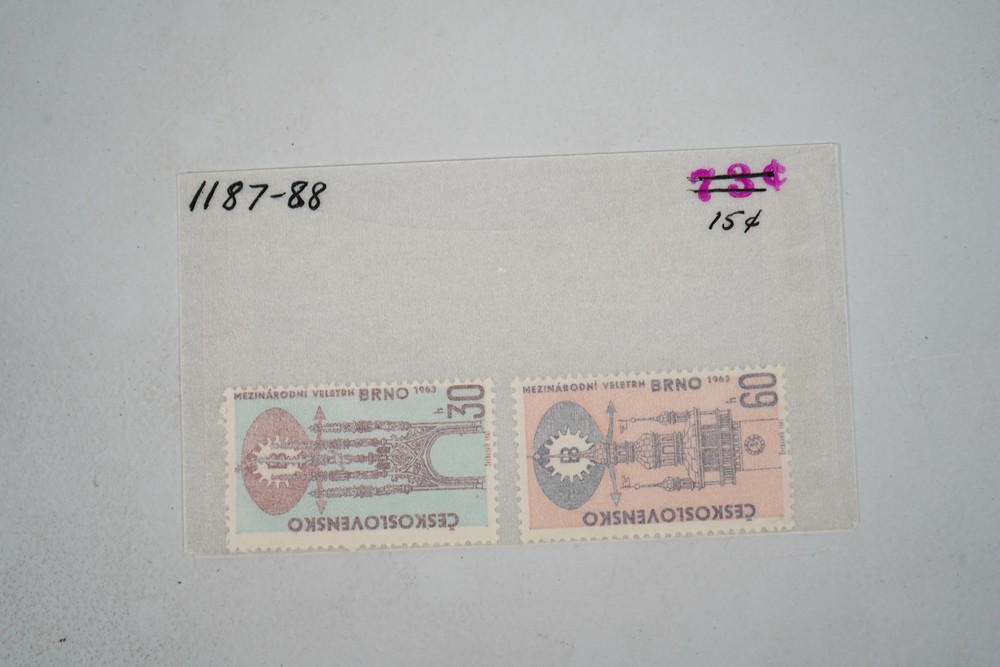 1187-88
73¢
15¢
MEZINÁRODNÍ VELETRH BRNO 1963
30 h
ČESKOSLOVENSKO
MEZINÁRODNÍ VELETRH BRNO 1963
60 h
ČESKOSLOVENSKO